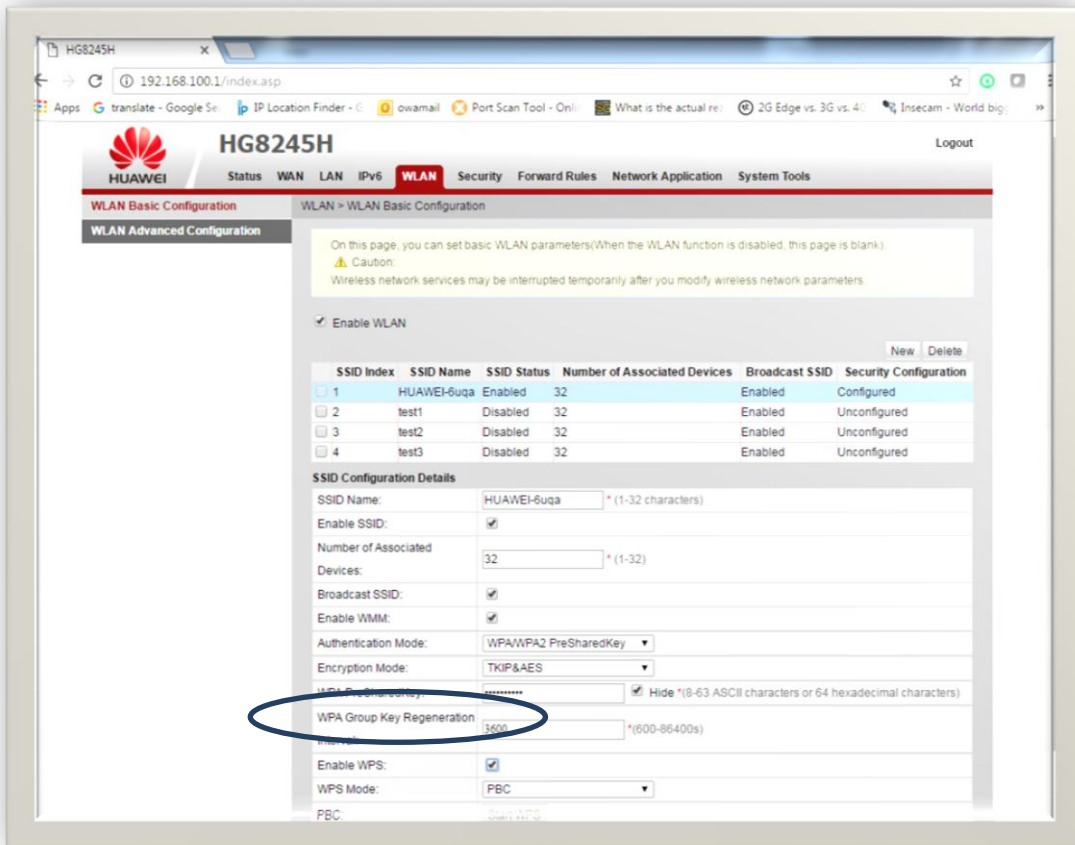 HG8245H
192.168.100.1/index.asp
Apps translate - Google Se ip IP Location Finder - G owamail Port Scan Tool - Onli What is the actual re 2G Edge vs. 3G vs. 4G Insecam - World big »
HUAWEI
HG8245H
Logout
Status WAN LAN IPv6 WLAN Security Forward Rules Network Application System Tools
WLAN Basic Configuration
WLAN Advanced Configuration
WLAN > WLAN Basic Configuration
On this page, you can set basic WLAN parameters(When the WLAN function is disabled, this page is blank).
Caution:
Wireless network services may be interrupted temporarily after you modify wireless network parameters.
Enable WLAN
New Delete
SSID Index SSID Name SSID Status Number of Associated Devices Broadcast SSID Security Configuration
1 HUAWEI-6uqa Enabled 32 Enabled Configured
2 test1 Disabled 32 Enabled Unconfigured
3 test2 Disabled 32 Enabled Unconfigured
4 test3 Disabled 32 Enabled Unconfigured
SSID Configuration Details
SSID Name: HUAWEI-6uqa * (1-32 characters)
Enable SSID:
Number of Associated
Devices: 32 * (1-32)
Broadcast SSID:
Enable WMM:
Authentication Mode: WPA/WPA2 PreSharedKey
Encryption Mode: TKIP&AES
WPA PreSharedKey: •••••••••• Hide *(8-63 ASCII characters or 64 hexadecimal characters)
WPA Group Key Regeneration
3600 *(600-86400s)
Enable WPS:
WPS Mode: PBC
PBC: Start WPS